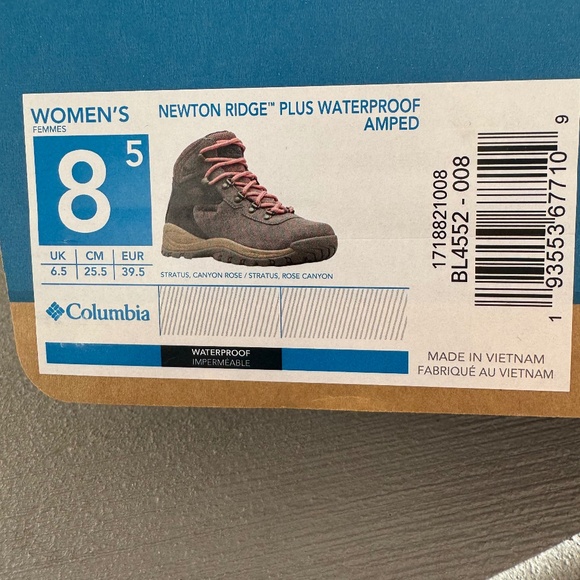 WOMEN'S
FEMMES
8 5
UK CM EUR
6.5 25.5 39.5
Columbia
NEWTON RIDGE™ PLUS WATERPROOF
AMPED
STRATUS, CANYON ROSE / STRATUS, ROSE CANYON
WATERPROOF
IMPERMÉABLE
1718821008
BL4552 - 008
1 93553 67710 9
MADE IN VIETNAM
FABRIQUÉ AU VIETNAM